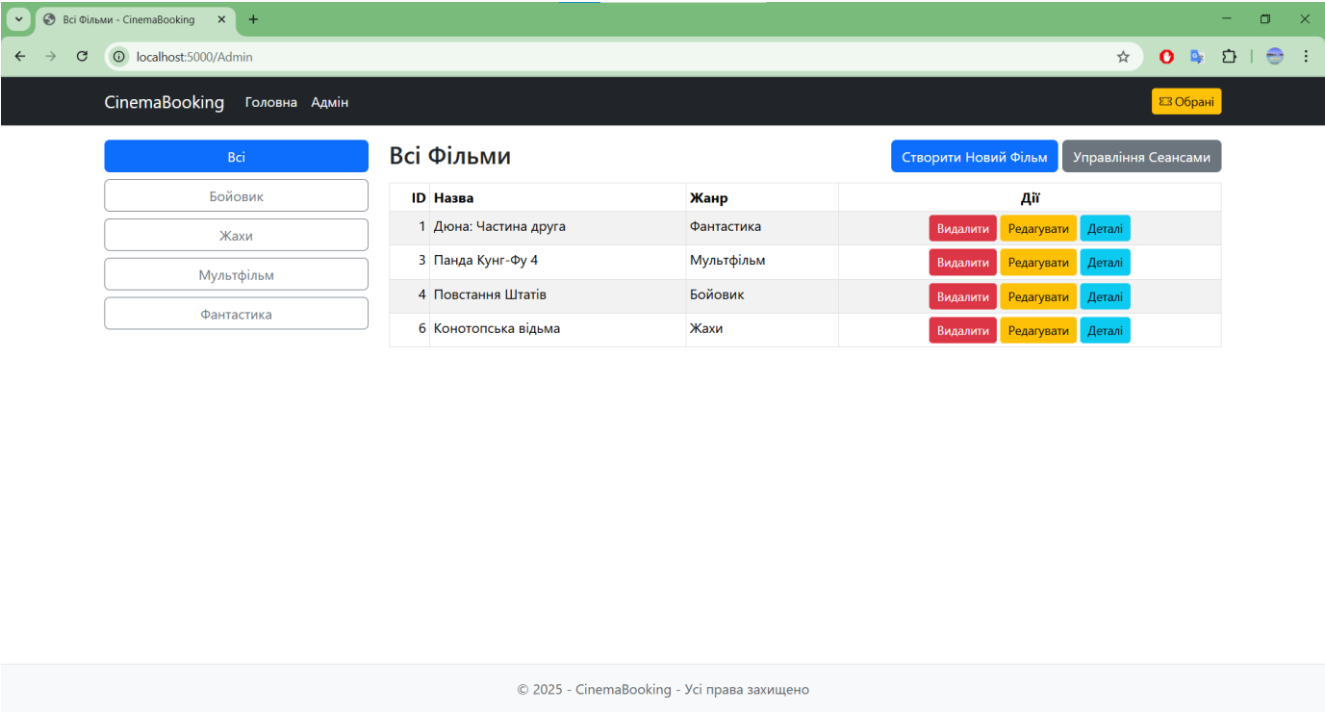 Всі Фільми - CinemaBooking
localhost:5000/Admin
CinemaBooking Головна Адмін Обрані
Всі
Бойовик
Жахи
Мультфільм
Фантастика
Всі Фільми Створити Новий Фільм Управління Сеансами
ID Назва Жанр Дії
1 Дюна: Частина друга Фантастика Видалити Редагувати Деталі
3 Панда Кунг-Фу 4 Мультфільм Видалити Редагувати Деталі
4 Повстання Штатів Бойовик Видалити Редагувати Деталі
6 Конотопська відьма Жахи Видалити Редагувати Деталі
© 2025 - CinemaBooking - Усі права захищено